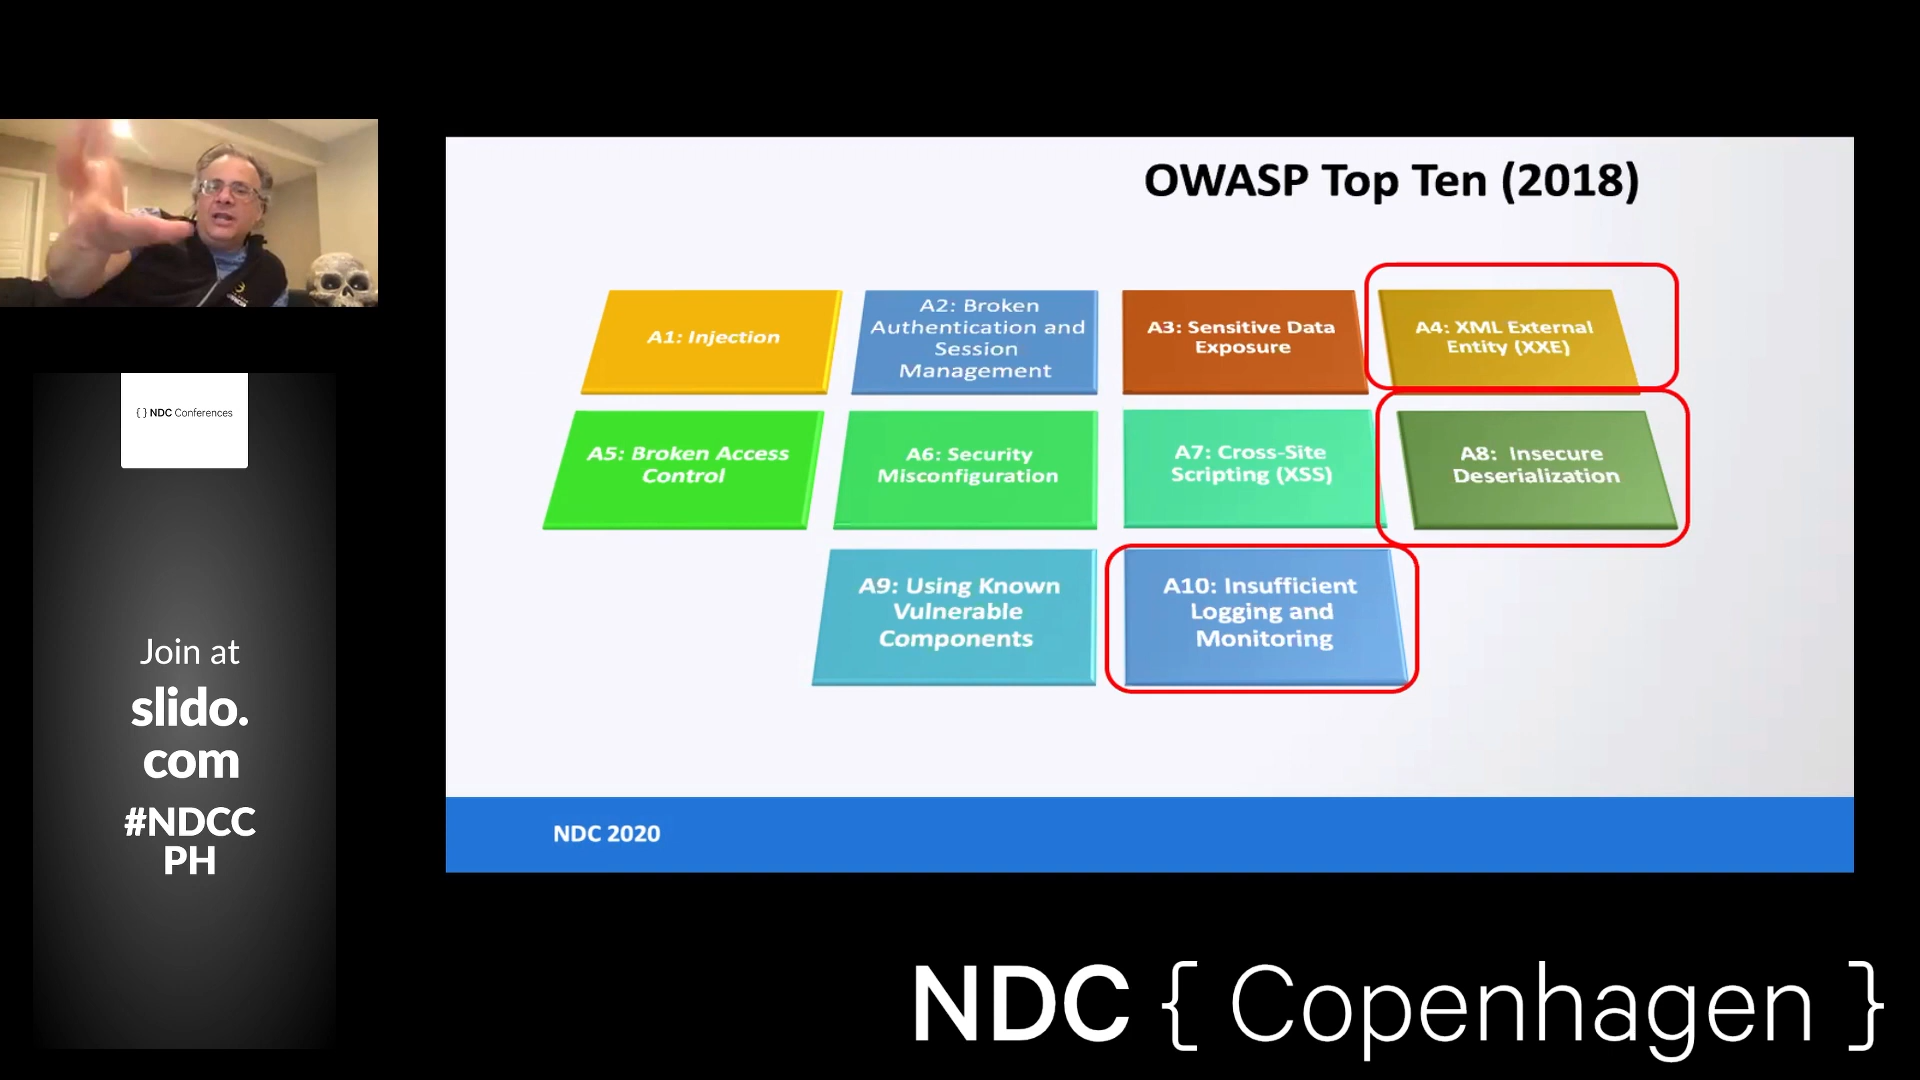 OWASP Top Ten (2018)
A1: Injection
A2: Broken
Authentication and
Session
Management
A3: Sensitive Data
Exposure
A4: XML External
Entity (XXE)
A5: Broken Access
Control
A6: Security
Misconfiguration
A7: Cross-Site
Scripting (XSS)
A8: Insecure
Deserialization
A9: Using Known
Vulnerable
Components
A10: Insufficient
Logging and
Monitoring
NDC 2020
{ } NDC Conferences
Join at
slido.
com
#NDCC
PH
NDC { Copenhagen }